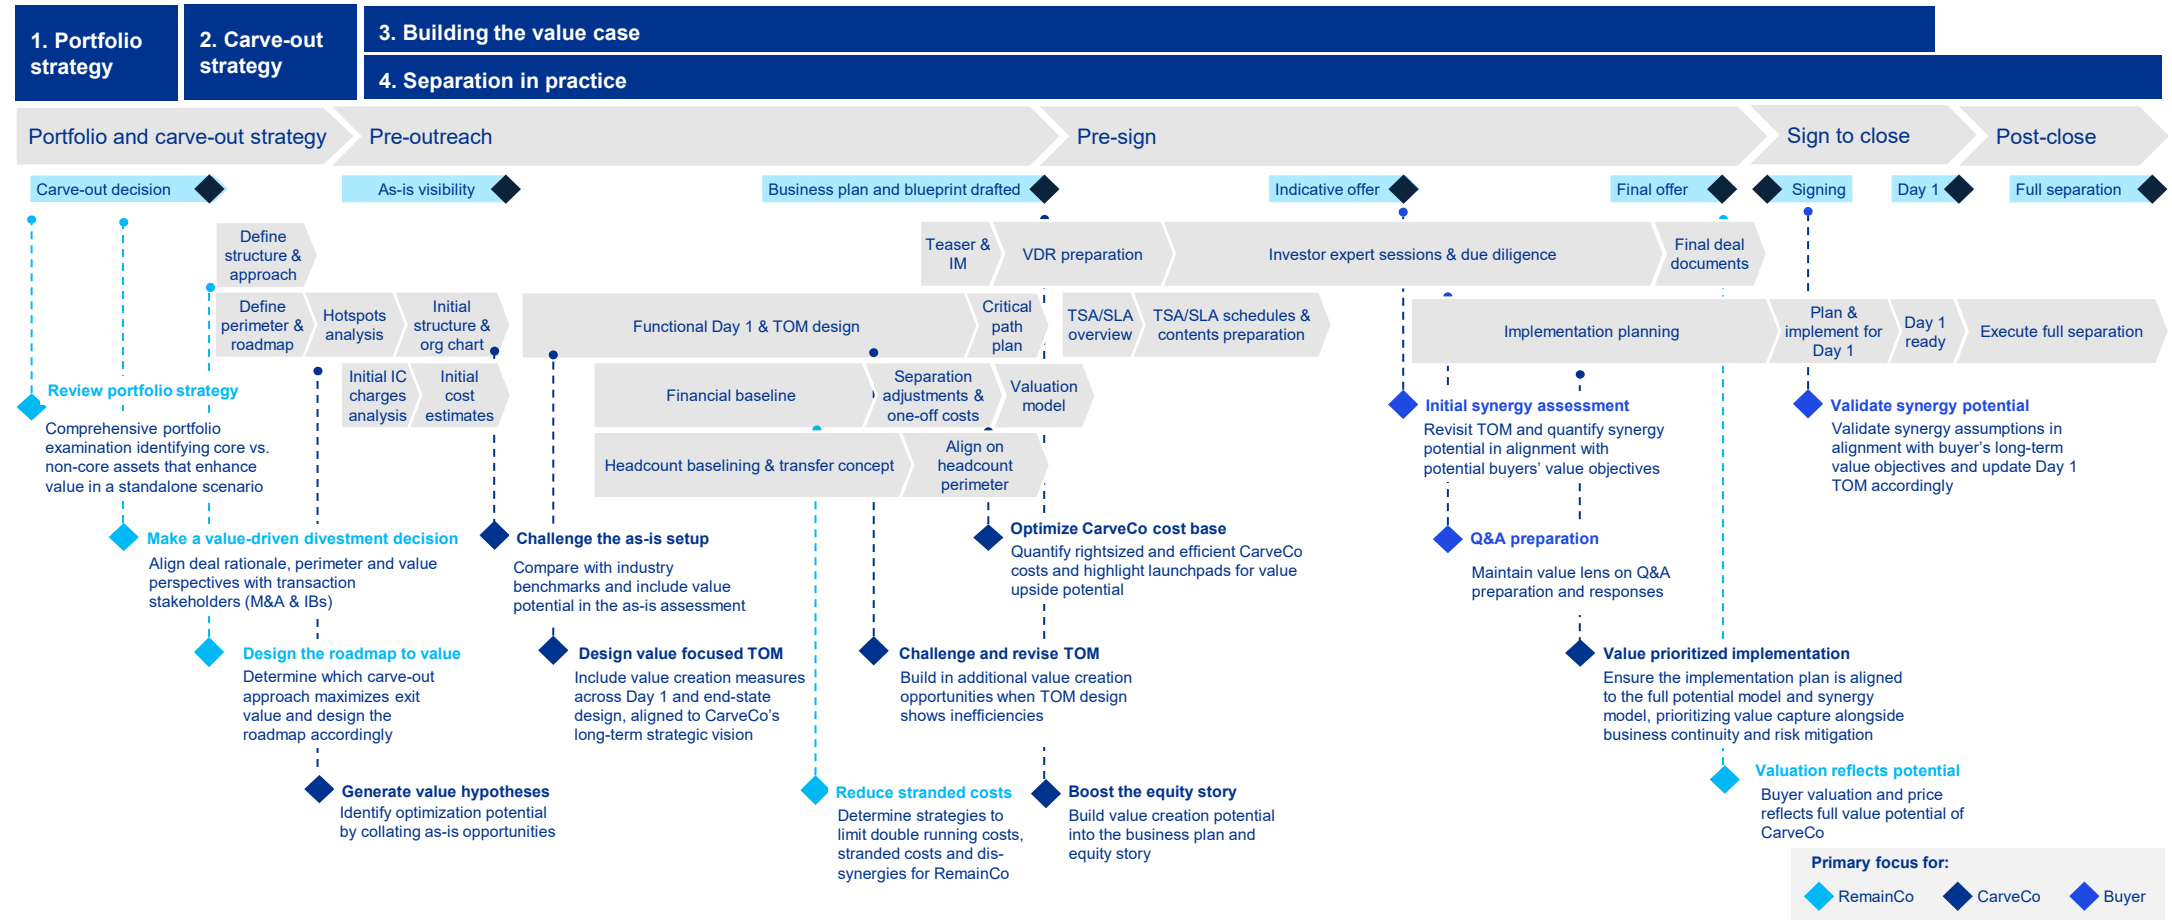 1. Portfolio
strategy
2. Carve-out
strategy
3. Building the value case
4. Separation in practice
Portfolio and carve-out strategy
Pre-outreach
Pre-sign
Sign to close
Post-close
Carve-out decision
As-is visibility
Business plan and blueprint drafted
Indicative offer
Final offer
Signing
Day 1
Full separation
Define
structure &
approach
Teaser &
IM
VDR preparation
Investor expert sessions & due diligence
Final deal
documents
Define
perimeter &
roadmap
Hotspots
analysis
Initial
structure &
org chart
Functional Day 1 & TOM design
Critical
path
plan
TSA/SLA
overview
TSA/SLA schedules &
contents preparation
Implementation planning
Plan &
implement for
Day 1
Day 1
ready
Execute full separation
Initial IC
charges
analysis
Initial
cost
estimates
Financial baseline
Separation
adjustments &
one-off costs
Valuation
model
Headcount baselining & transfer concept
Align on
headcount
perimeter
Review portfolio strategy
Comprehensive portfolio
examination identifying core vs.
non-core assets that enhance
value in a standalone scenario
Initial synergy assessment
Revisit TOM and quantify synergy
potential in alignment with
potential buyers' value objectives
Validate synergy potential
Validate synergy assumptions in
alignment with buyer's long-term
value objectives and update Day 1
TOM accordingly
Make a value-driven divestment decision
Align deal rationale, perimeter and value
perspectives with transaction
stakeholders (M&A & IBs)
Challenge the as-is setup
Compare with industry
benchmarks and include value
potential in the as-is assessment
Optimize CarveCo cost base
Quantify rightsized and efficient CarveCo
costs and highlight launchpads for value
upside potential
Q&A preparation
Maintain value lens on Q&A
preparation and responses
Design the roadmap to value
Determine which carve-out
approach maximizes exit
value and design the
roadmap accordingly
Design value focused TOM
Include value creation measures
across Day 1 and end-state
design, aligned to CarveCo's
long-term strategic vision
Challenge and revise TOM
Build in additional value creation
opportunities when TOM design
shows inefficiencies
Value prioritized implementation
Ensure the implementation plan is aligned
to the full potential model and synergy
model, prioritizing value capture alongside
business continuity and risk mitigation
Generate value hypotheses
Identify optimization potential
by collating as-is opportunities
Reduce stranded costs
Determine strategies to
limit double running costs,
stranded costs and dis-
synergies for RemainCo
Boost the equity story
Build value creation potential
into the business plan and
equity story
Valuation reflects potential
Buyer valuation and price
reflects full value potential of
CarveCo
Primary focus for:
RemainCo
CarveCo
Buyer